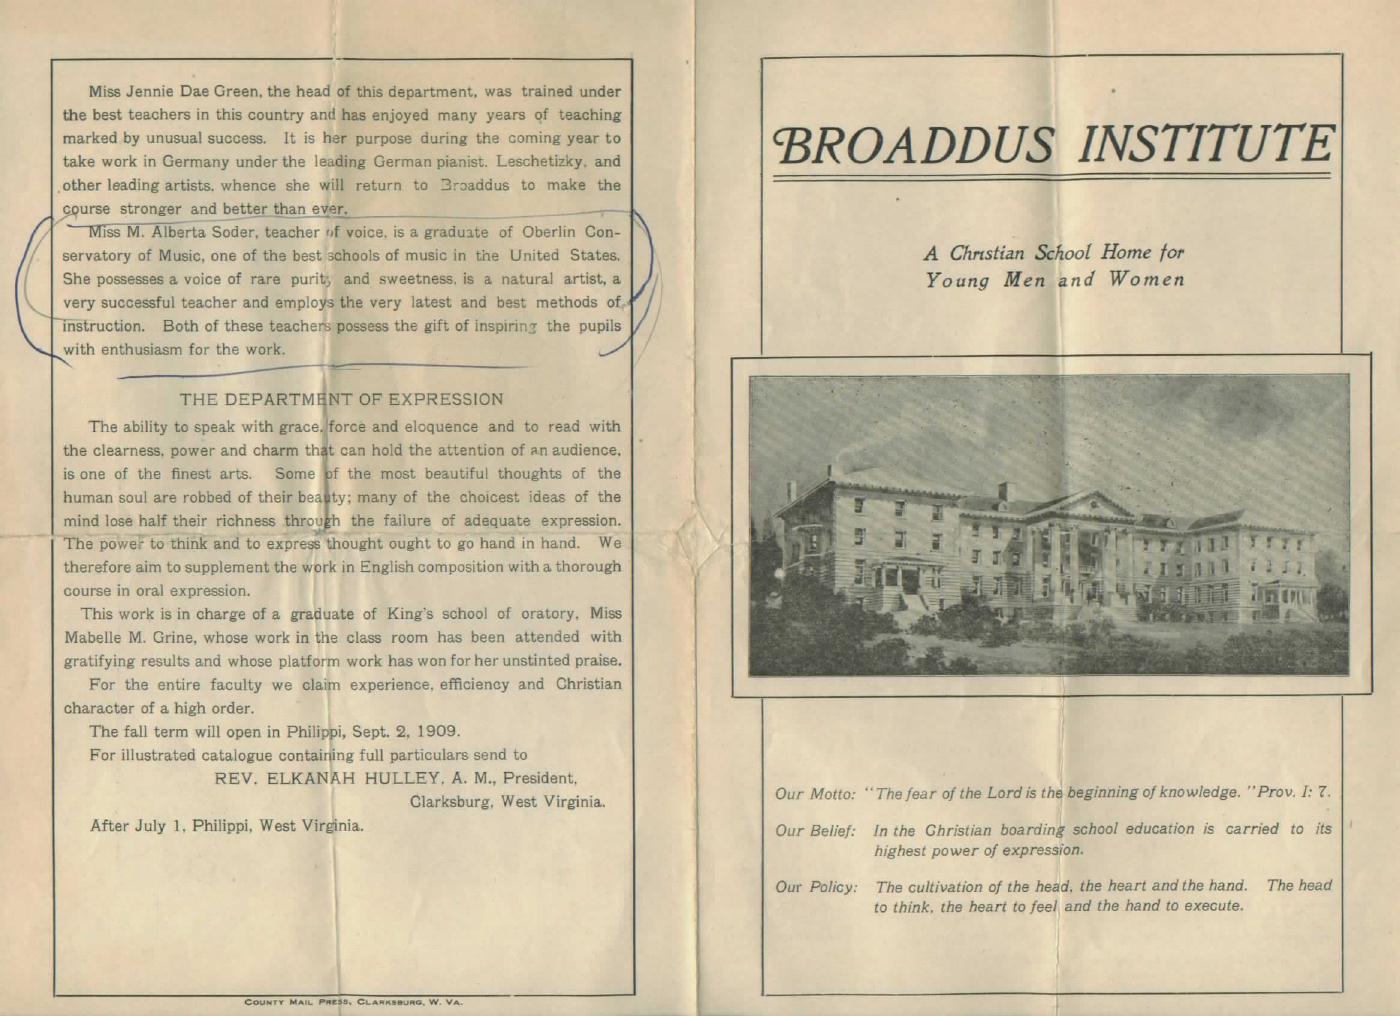 Miss Jennie Dae Green, the head of this department, was trained under
the best teachers in this country and has enjoyed many years of teaching
marked by unusual success. It is her purpose during the coming year to
take work in Germany under the leading German pianist, Leschetizky, and
other leading artists, whence she will return to Broaddus to make the
course stronger and better than ever.
Miss M. Alberta Soder, teacher of voice, is a graduate of Oberlin Con-
servatory of Music, one of the best schools of music in the United States.
She possesses a voice of rare purity and sweetness, is a natural artist, a
very successful teacher and employs the very latest and best methods of
instruction. Both of these teachers possess the gift of inspiring the pupils
with enthusiasm for the work.
THE DEPARTMENT OF EXPRESSION
The ability to speak with grace, force and eloquence and to read with
the clearness, power and charm that can hold the attention of an audience,
is one of the finest arts. Some of the most beautiful thoughts of the
human soul are robbed of their beauty; many of the choicest ideas of the
mind lose half their richness through the failure of adequate expression.
The power to think and to express thought ought to go hand in hand. We
therefore aim to supplement the work in English composition with a thorough
course in oral expression.
This work is in charge of a graduate of King's school of oratory, Miss
Mabelle M. Grine, whose work in the class room has been attended with
gratifying results and whose platform work has won for her unstinted praise.
For the entire faculty we claim experience, efficiency and Christian
character of a high order.
The fall term will open in Philippi, Sept. 2, 1909.
For illustrated catalogue containing full particulars send to
REV. ELKANAH HULLEY, A. M., President,
Clarksburg, West Virginia.
After July 1, Philippi, West Virginia.
COUNTY MAIL PRESS, CLARKSBURG, W. VA.
BROADDUS INSTITUTE
A Christian School Home for
Young Men and Women
Our Motto: "The fear of the Lord is the beginning of knowledge. "Prov. I: 7.
Our Belief: In the Christian boarding school education is carried to its
highest power of expression.
Our Policy: The cultivation of the head, the heart and the hand. The head
to think, the heart to feel and the hand to execute.